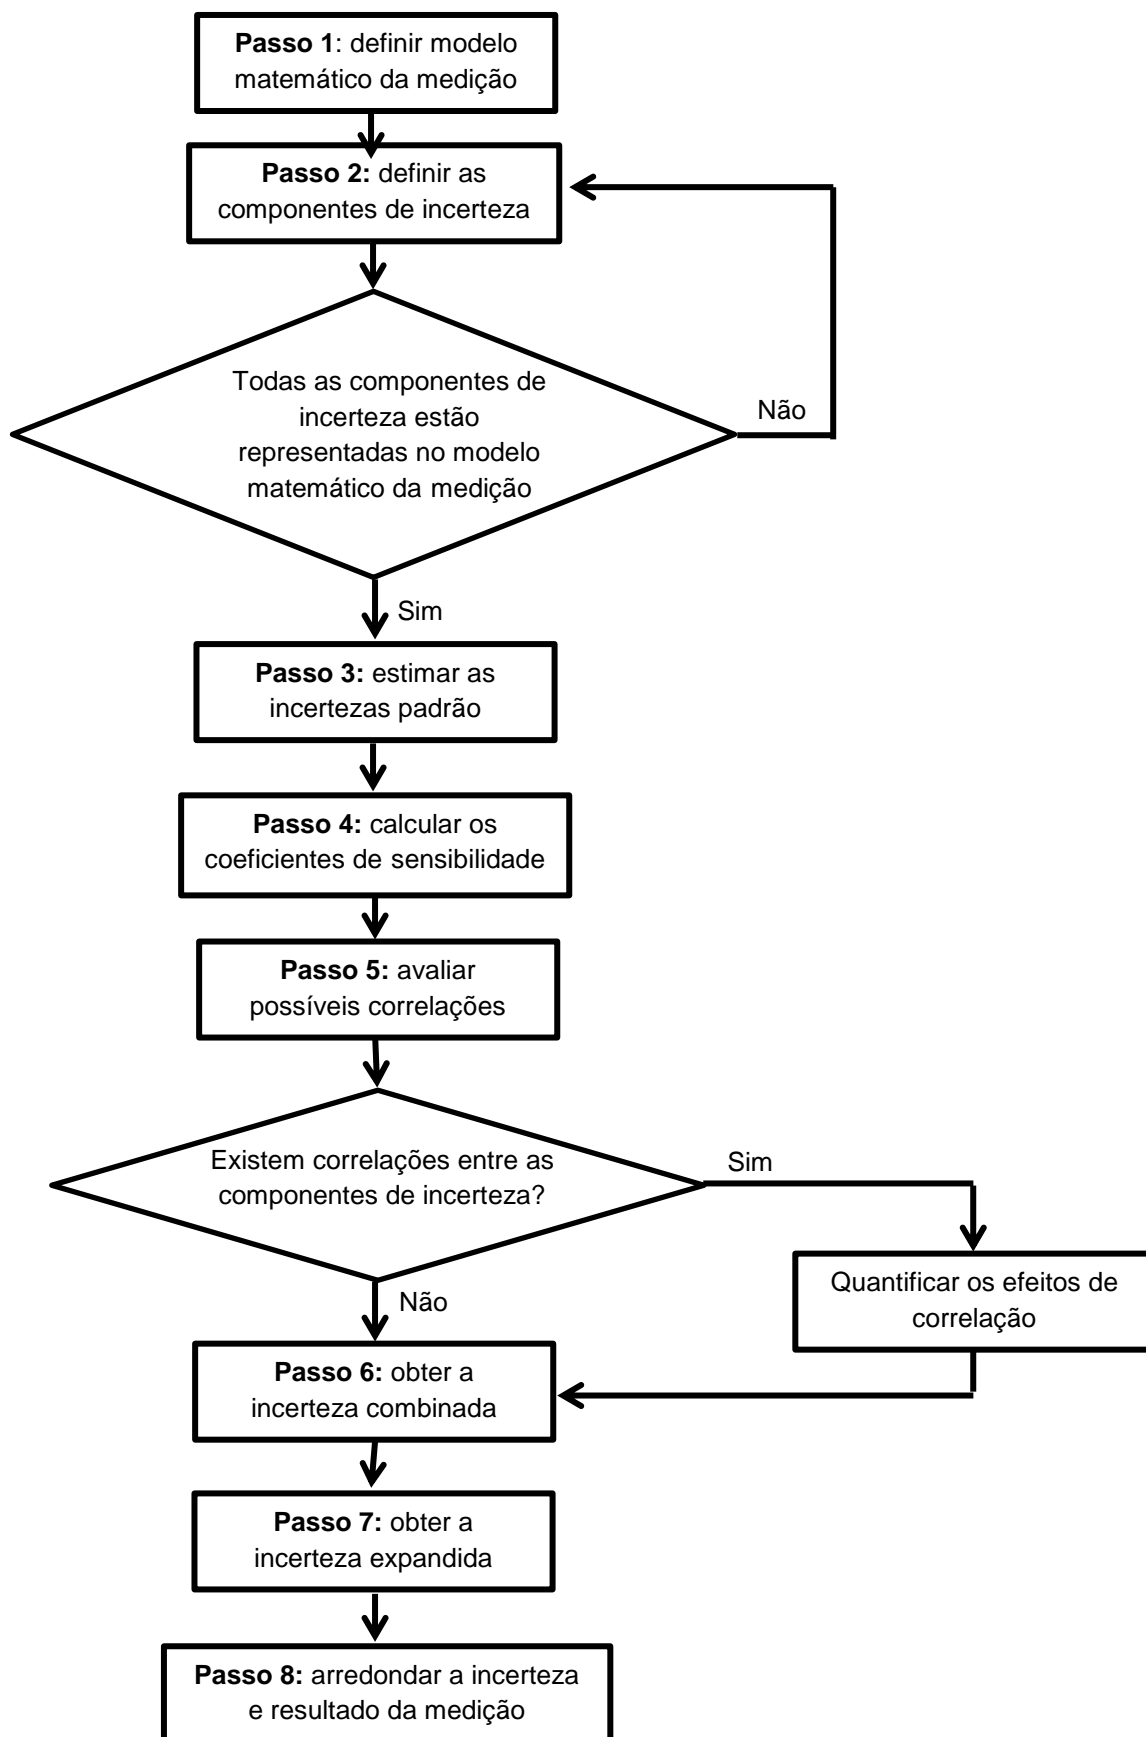 Passo 1: definir modelo
matemático da medição
Passo 2: definir as
componentes de incerteza
Todas as componentes de
incerteza estão
representadas no modelo
matemático da medição
Não
Sim
Passo 3: estimar as
incertezas padrão
Passo 4: calcular os
coeficientes de sensibilidade
Passo 5: avaliar
possíveis correlações
Existem correlações entre as
componentes de incerteza?
Sim
Quantificar os efeitos de
correlação
Não
Passo 6: obter a
incerteza combinada
Passo 7: obter a
incerteza expandida
Passo 8: arredondar a incerteza
e resultado da medição